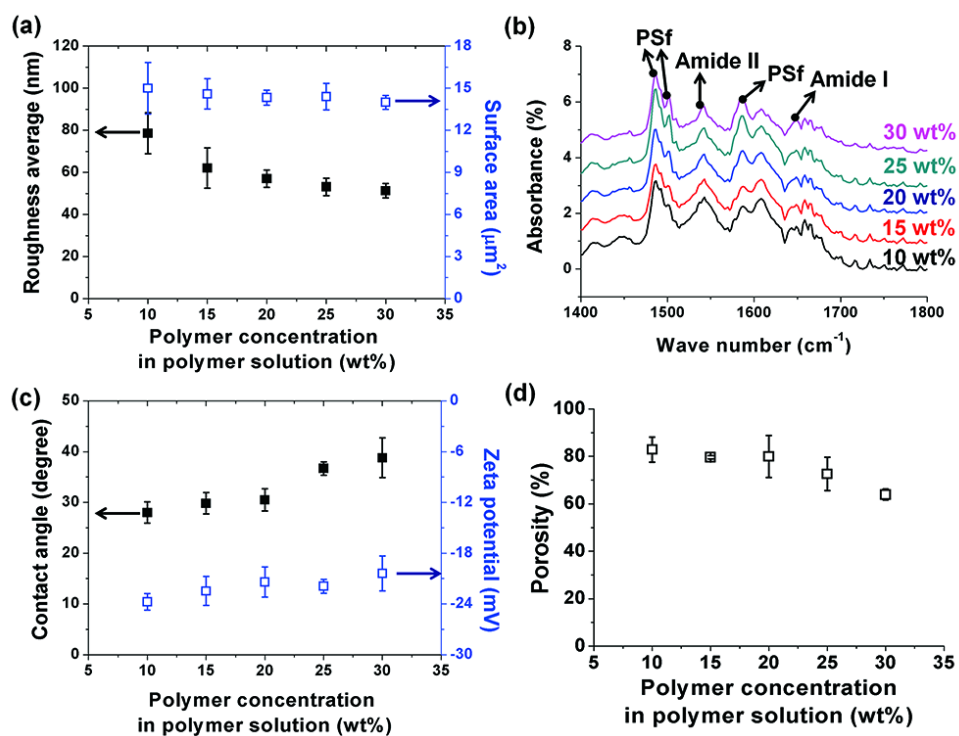 (a)
120
100
80
60
40
20
0
Roughness average (nm)
18
15
12
9
6
3
0
Surface area (μm²)
5 10 15 20 25 30 35
Polymer concentration
in polymer solution (wt%)
(b)
8
6
4
2
0
Absorbance (%)
PSf
Amide II
PSf
Amide I
30 wt%
25 wt%
20 wt%
15 wt%
10 wt%
1400 1500 1600 1700 1800
Wave number (cm⁻¹)
(c)
50
40
30
20
10
0
Contact angle (degree)
0
-6
-12
-18
-24
-30
Zeta potential (mV)
5 10 15 20 25 30 35
Polymer concentration
in polymer solution (wt%)
(d)
100
80
60
40
60
80
0
Porosity (%)
5 10 15 20 25 30 35
Polymer concentration
in polymer solution (wt%)